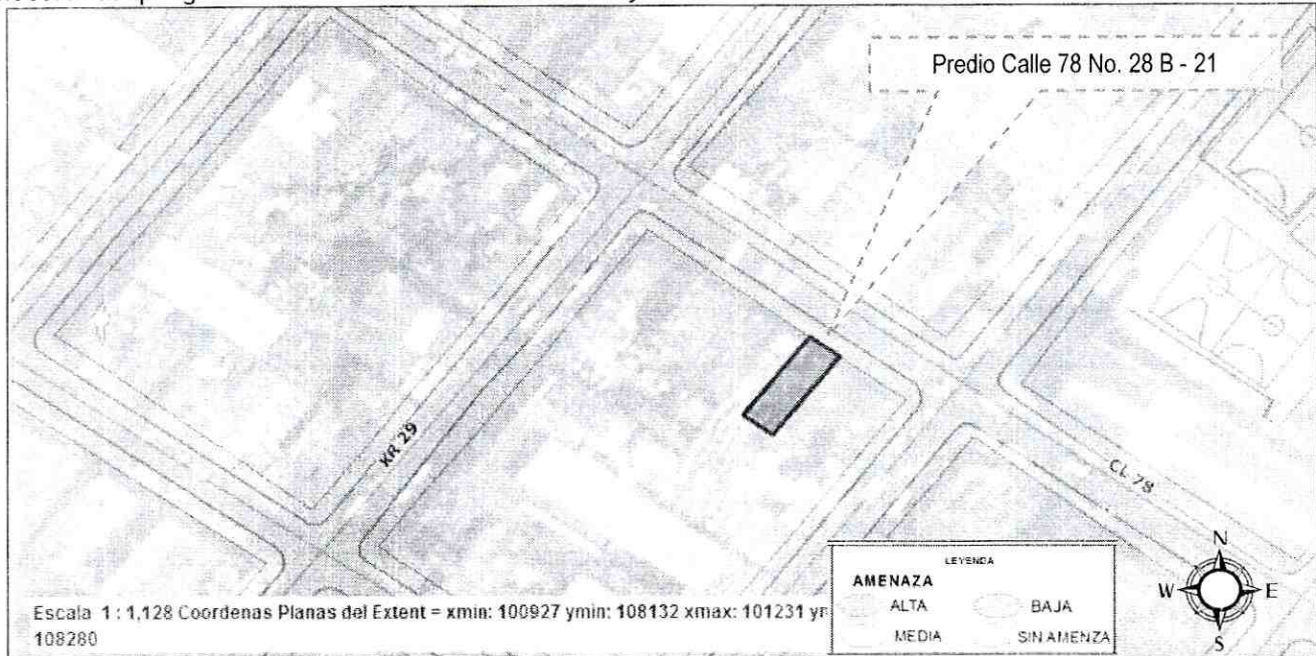 Predio Calle 78 No. 28 B - 21
KR 29
CL 78
N
W
E
S
LEYENDA
AMENAZA
ALTA
BAJA
MEDIA
SIN AMENZA
Escala 1 : 1,128 Coordenas Planas del Extent = xmin: 100927 ymin: 108132 xmax: 101231
108280